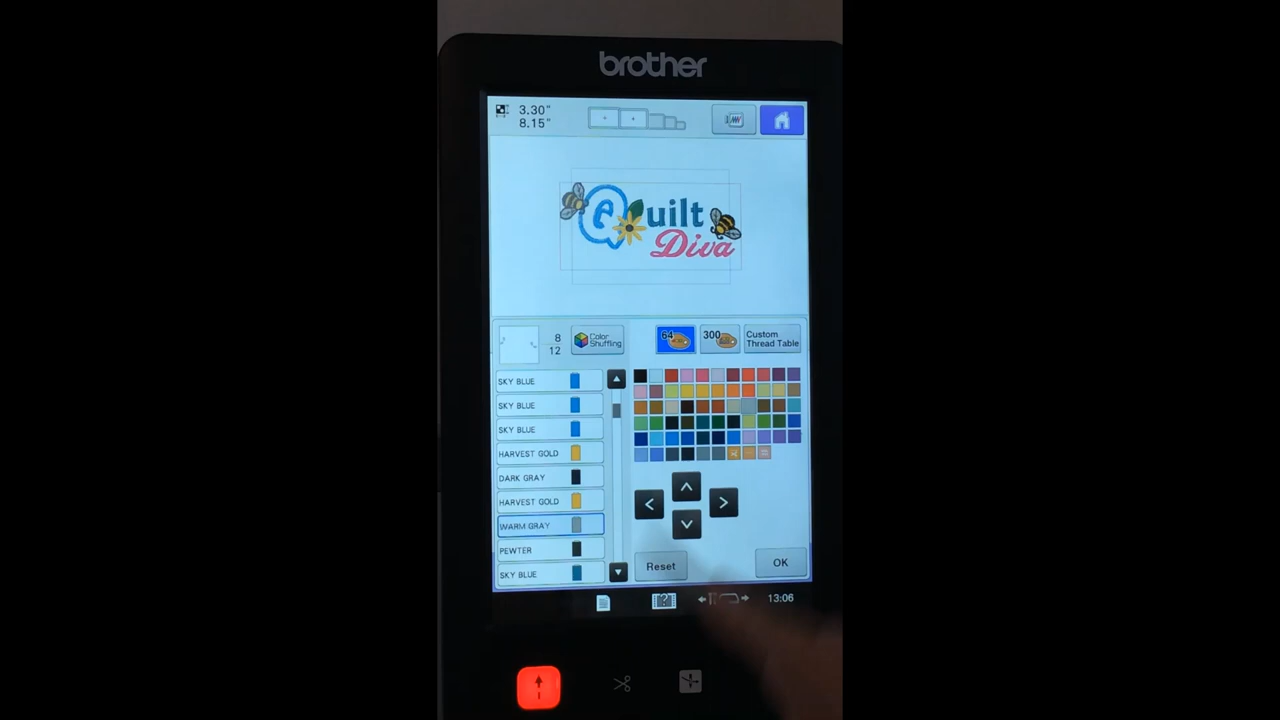 brother
3.30"
8.15"
eQuilt
Diva
8
12
Color
Shuffling
64
300
Custom
Thread Table
SKY BLUE
SKY BLUE
SKY BLUE
HARVEST GOLD
DARK GRAY
HARVEST GOLD
WARM GRAY
PEWTER
SKY BLUE
Reset
OK
13:06